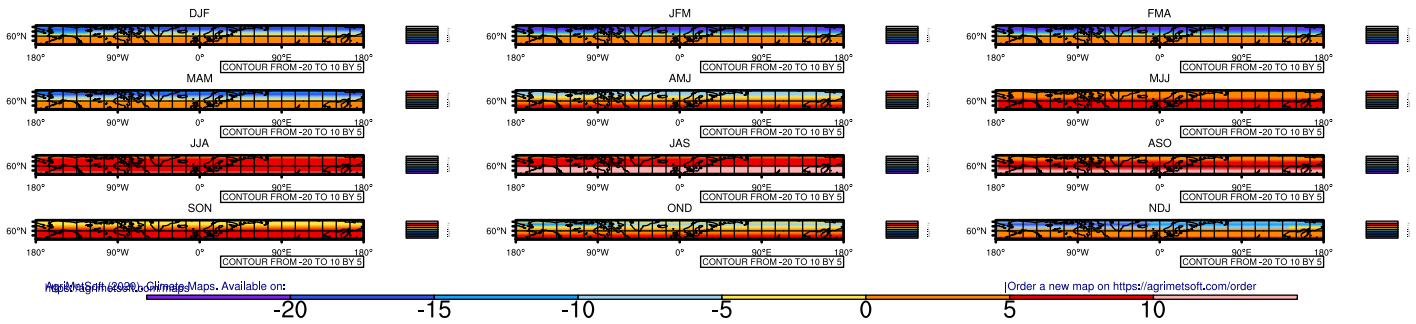 DJF JFM FMA
60°N 60°N 60°N
180° 90°W 0° 90°E 180° 180° 90°W 0° 90°E 180° 180° 90°W 0° 90°E 180°
CONTOUR FROM -20 TO 10 BY 5 CONTOUR FROM -20 TO 10 BY 5 CONTOUR FROM -20 TO 10 BY 5
MAM AMJ MJJ
60°N 60°N 60°N
180° 90°W 0° 90°E 180° 180° 90°W 0° 90°E 180° 180° 90°W 0° 90°E 180°
CONTOUR FROM -20 TO 10 BY 5 CONTOUR FROM -20 TO 10 BY 5 CONTOUR FROM -20 TO 10 BY 5
JJA JAS ASO
60°N 60°N 60°N
180° 90°W 0° 90°E 180° 180° 90°W 0° 90°E 180° 180° 90°W 0° 90°E 180°
CONTOUR FROM -20 TO 10 BY 5 CONTOUR FROM -20 TO 10 BY 5 CONTOUR FROM -20 TO 10 BY 5
SON OND NDJ
60°N 60°N 60°N
180° 90°W 0° 90°E 180° 180° 90°W 0° 90°E 180° 180° 90°W 0° 90°E 180°
CONTOUR FROM -20 TO 10 BY 5 CONTOUR FROM -20 TO 10 BY 5 CONTOUR FROM -20 TO 10 BY 5
AgriMetSoft (2020). Climate Maps. Available on:
https://agrimetsoft.com/maps
|Order a new map on https://agrimetsoft.com/order
-20 -15 -10 -5 0 5 10